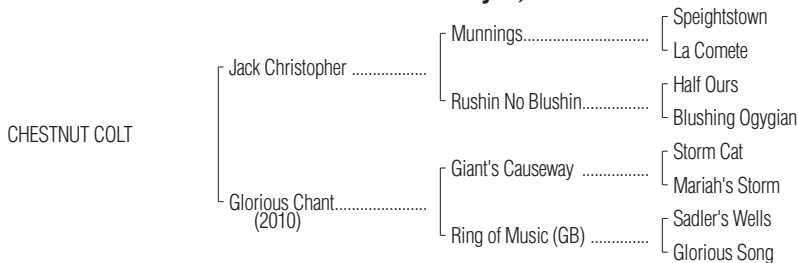 Speightstown
Munnings..............................
La Comete
Jack Christopher ..................
Half Ours
Rushin No Blushin................
Blushing Ogygian
CHESTNUT COLT
Storm Cat
Giant's Causeway ................
Mariah's Storm
Glorious Chant......................
(2010)
Sadler's Wells
Ring of Music (GB) ..............
Glorious Song